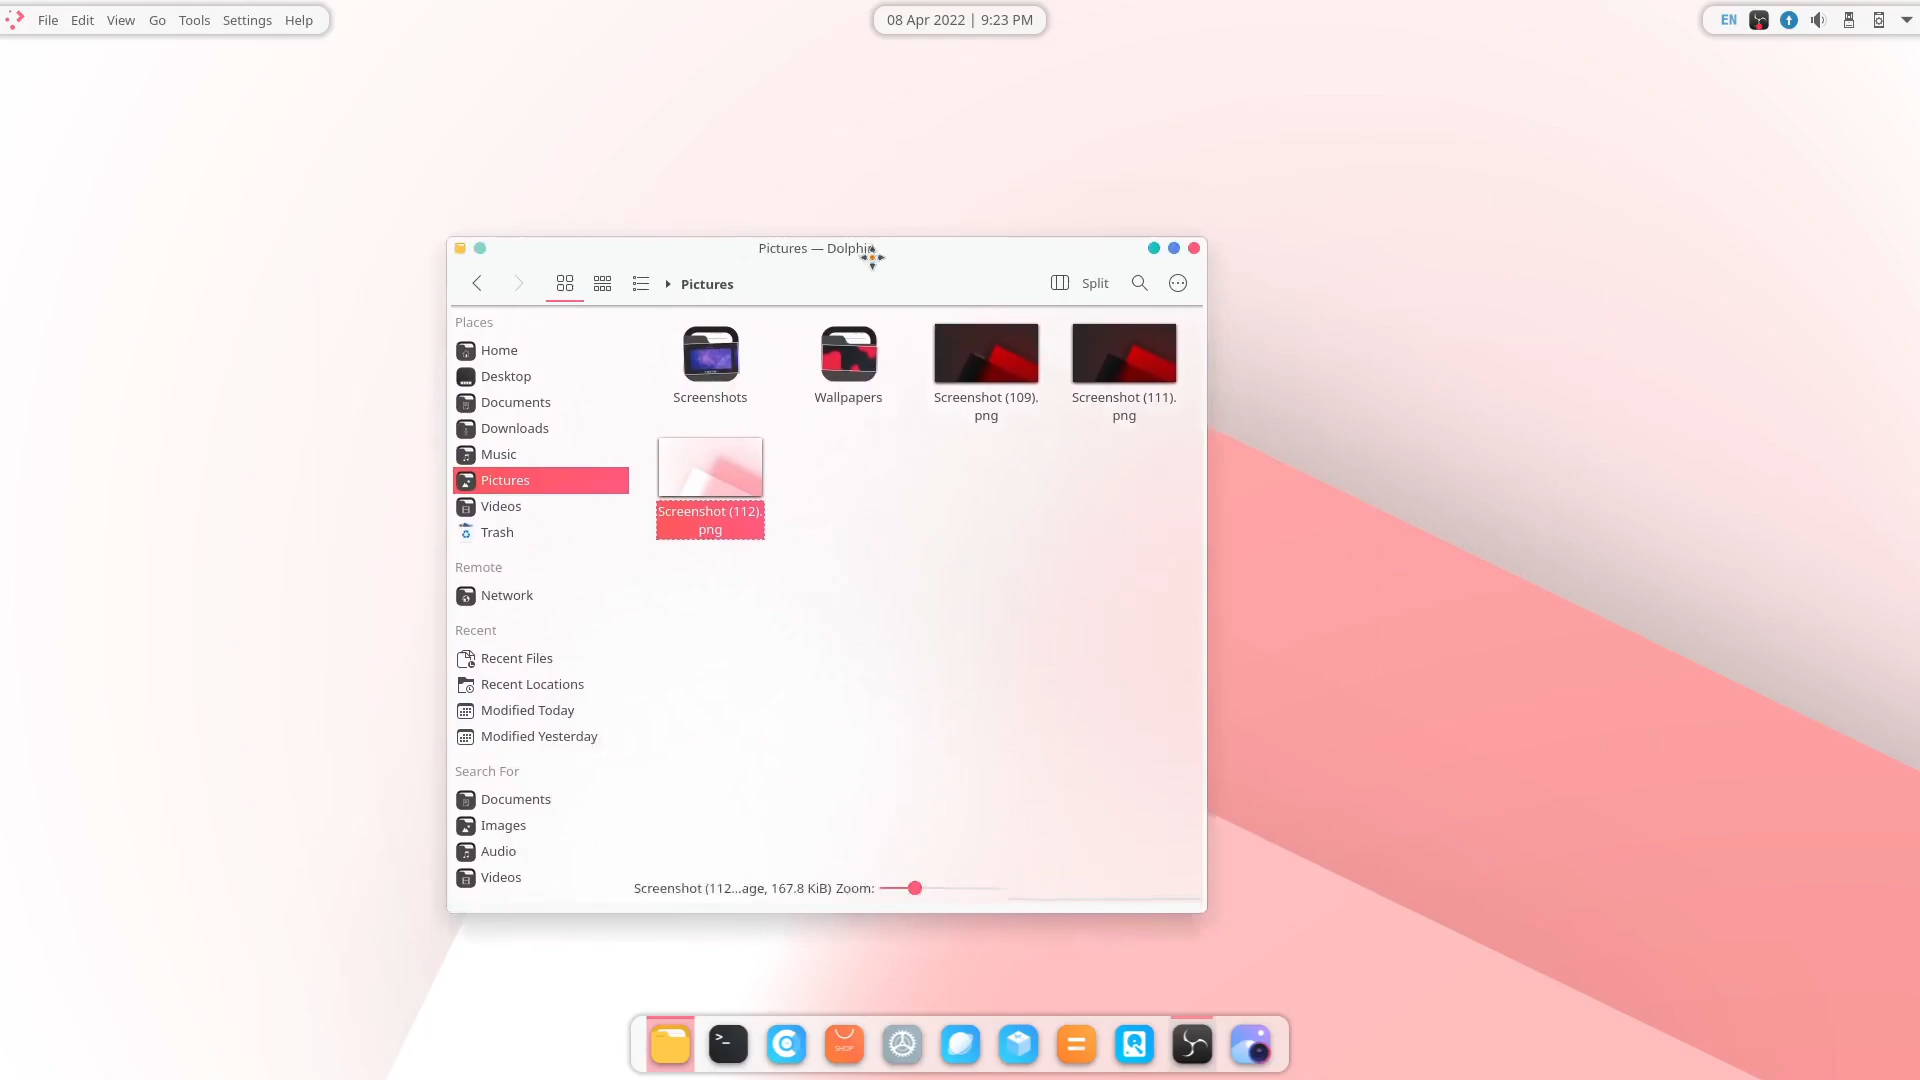 File Edit View Go Tools Settings Help
08 Apr 2022 | 9:23 PM
EN
Pictures — Dolphin
Pictures
Split
Places
Home
Desktop
Documents
Downloads
Music
Pictures
Videos
Trash
Remote
Network
Recent
Recent Files
Recent Locations
Modified Today
Modified Yesterday
Search For
Documents
Images
Audio
Videos
Screenshots
Wallpapers
Screenshot (109).
png
Screenshot (111).
png
Screenshot (112).
png
Screenshot (112...age, 167.8 KiB) Zoom:
>_
SHOP